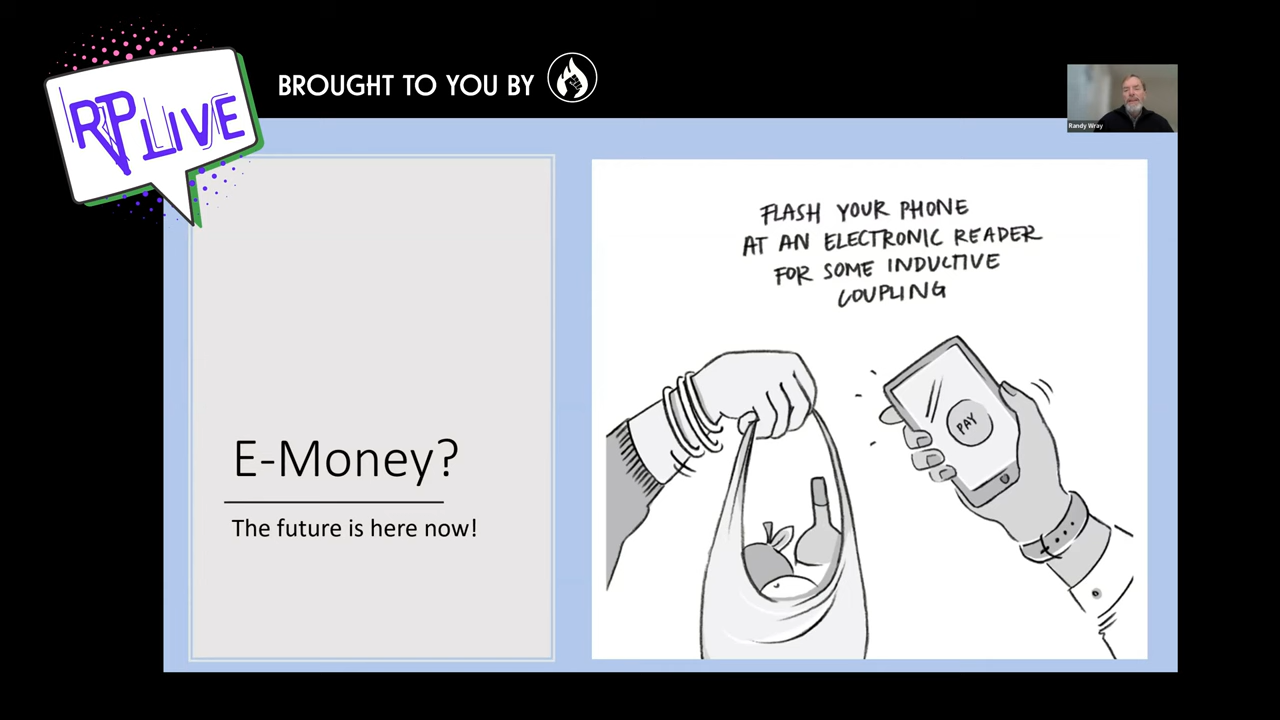 RP LIVE
BROUGHT TO YOU BY
Randy Wray
FLASH YOUR PHONE
AT AN ELECTRONIC READER
FOR SOME INDUCTIVE
COUPLING
PAY
E-Money?
The future is here now!